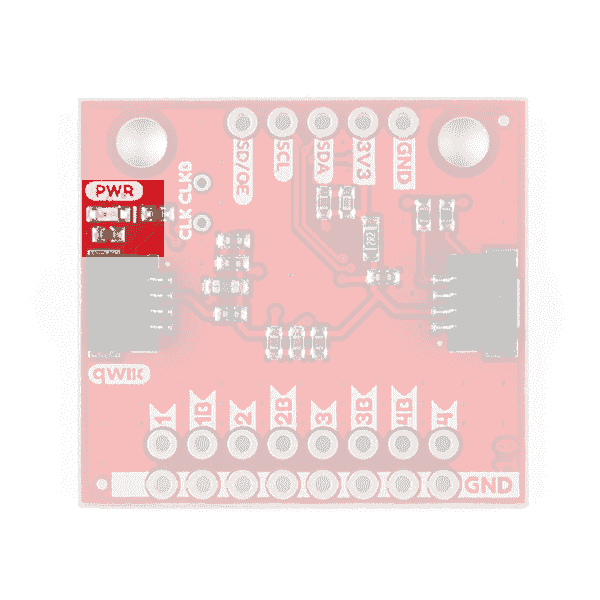 PWR
SD/OE
SCL
SDA
3V3
GND
CLK CLKB
201
qwiic
1
1B
2
2B
3
3B
4B
4
GND